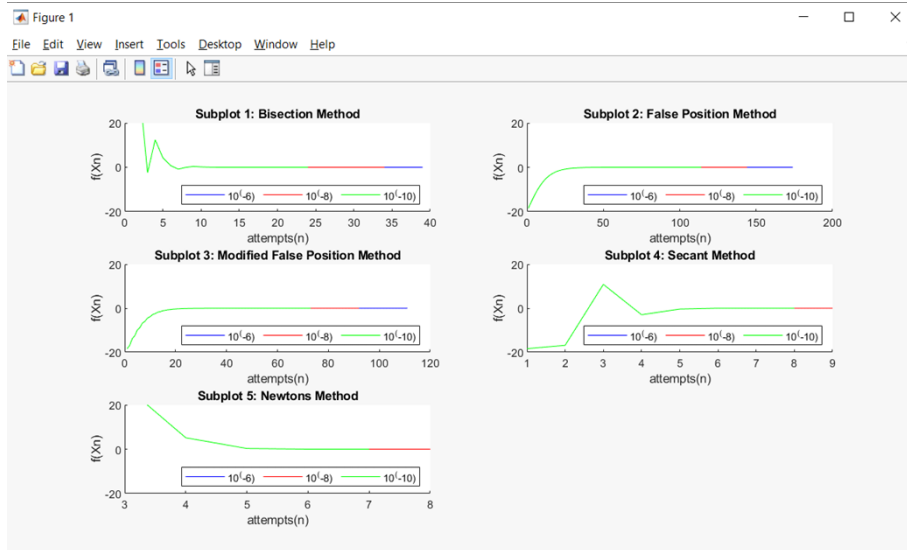 Figure 1
File Edit View Insert Tools Desktop Window Help
Subplot 1: Bisection Method
20
0
-20
f(Xn)
0 5 10 15 20 25 30 35 40
attempts(n)
10(-6) 10(-8) 10(-10)
Subplot 2: False Position Method
20
0
-20
f(Xn)
0 50 100 150 200
attempts(n)
10(-6) 10(-8) 10(-10)
Subplot 3: Modified False Position Method
20
0
-20
f(Xn)
0 20 40 60 80 100 120
attempts(n)
10(-6) 10(-8) 10(-10)
Subplot 4: Secant Method
20
0
-20
f(Xn)
1 2 3 4 5 6 7 8 9
attempts(n)
10(-6) 10(-8) 10(-10)
Subplot 5: Newtons Method
20
0
-20
f(Xn)
3 4 5 6 7 8
attempts(n)
10(-6) 10(-8) 10(-10)